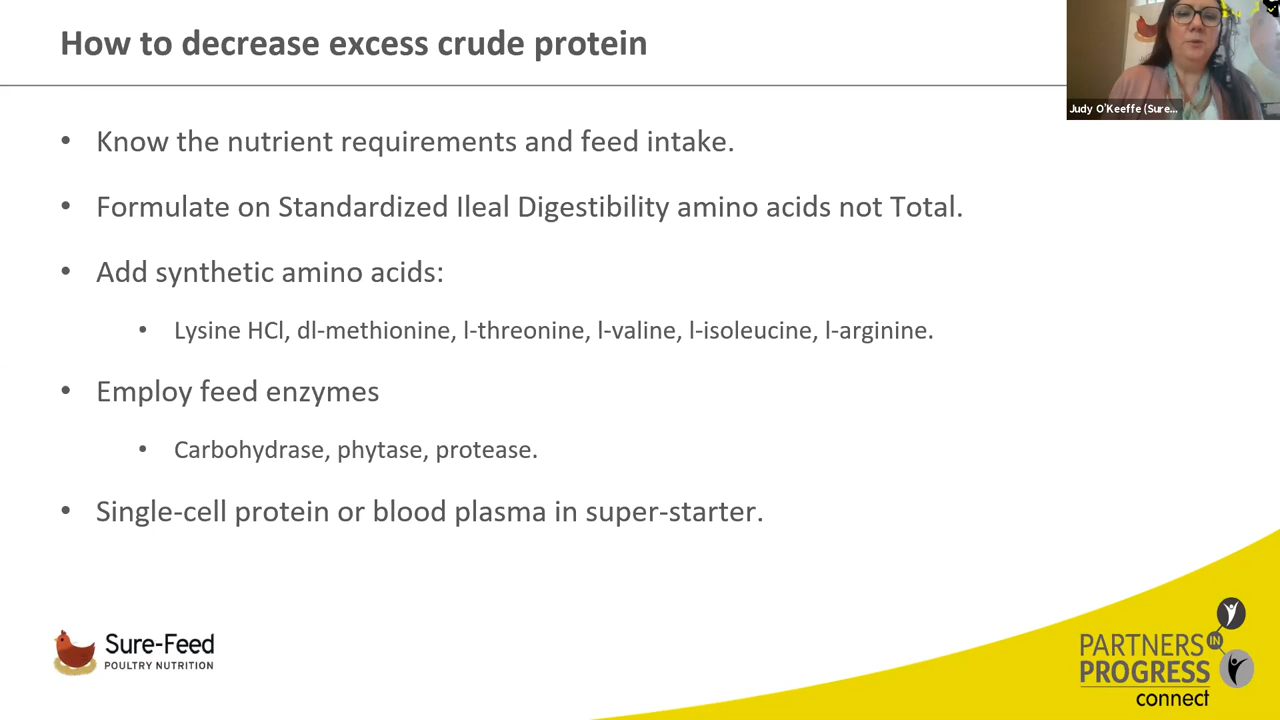 How to decrease excess crude protein
Judy O'Keeffe (Sure...
• Know the nutrient requirements and feed intake.
• Formulate on Standardized Ileal Digestibility amino acids not Total.
• Add synthetic amino acids:
• Lysine HCl, dl-methionine, l-threonine, l-valine, l-isoleucine, l-arginine.
• Employ feed enzymes
• Carbohydrase, phytase, protease.
• Single-cell protein or blood plasma in super-starter.
Sure-Feed
POULTRY NUTRITION
PARTNERS IN
PROGRESS
connect